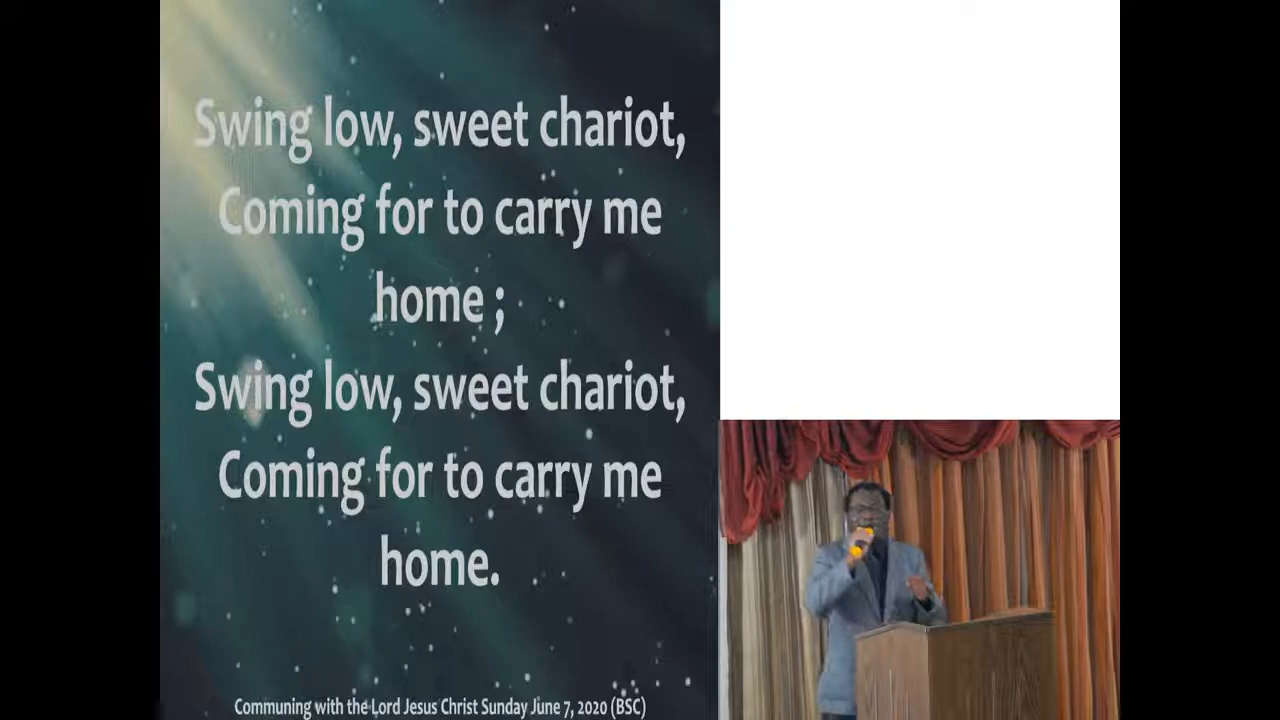 Swing low, sweet chariot,
Coming for to carry me
home ;
Swing low, sweet chariot,
Coming for to carry me
home.
Communing with the Lord Jesus Christ Sunday June 7, 2020 (BSC)